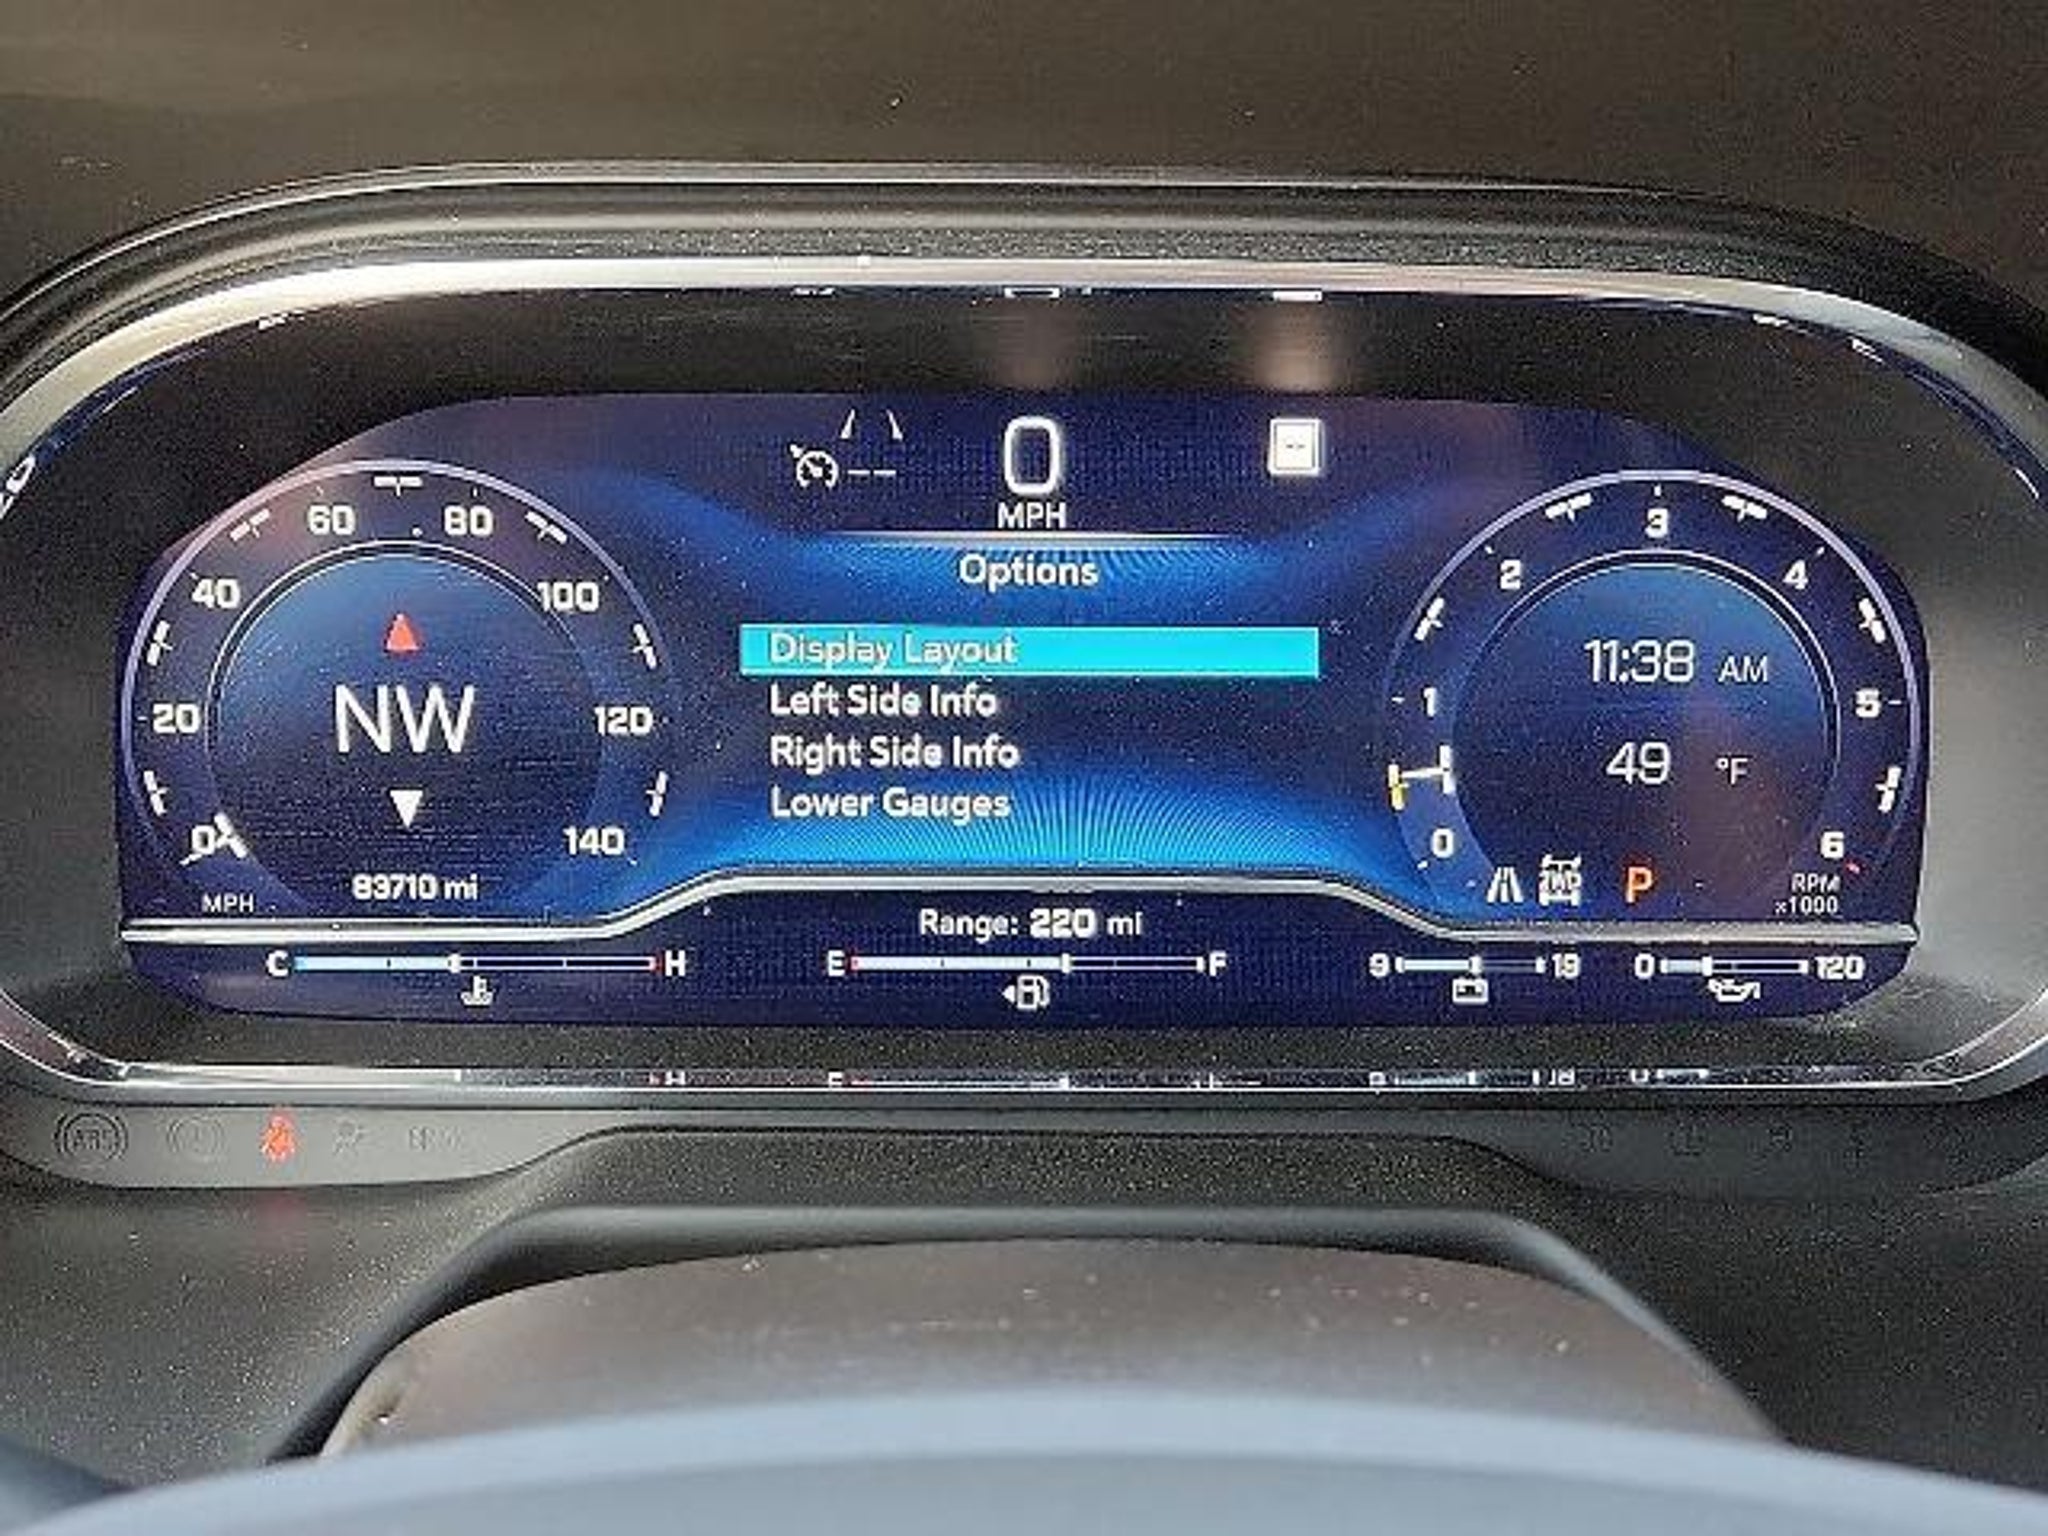 0
MPH
--
Options
Display Layout
Left Side Info
Right Side Info
Lower Gauges
0
20
40
60
80
100
120
140
MPH
NW
83710 mi
0
1
2
3
4
5
6
RPM
x1000
11:38 AM
49 °F
P
Range: 220 mi
C H
E F
9 19
0 120
ABS